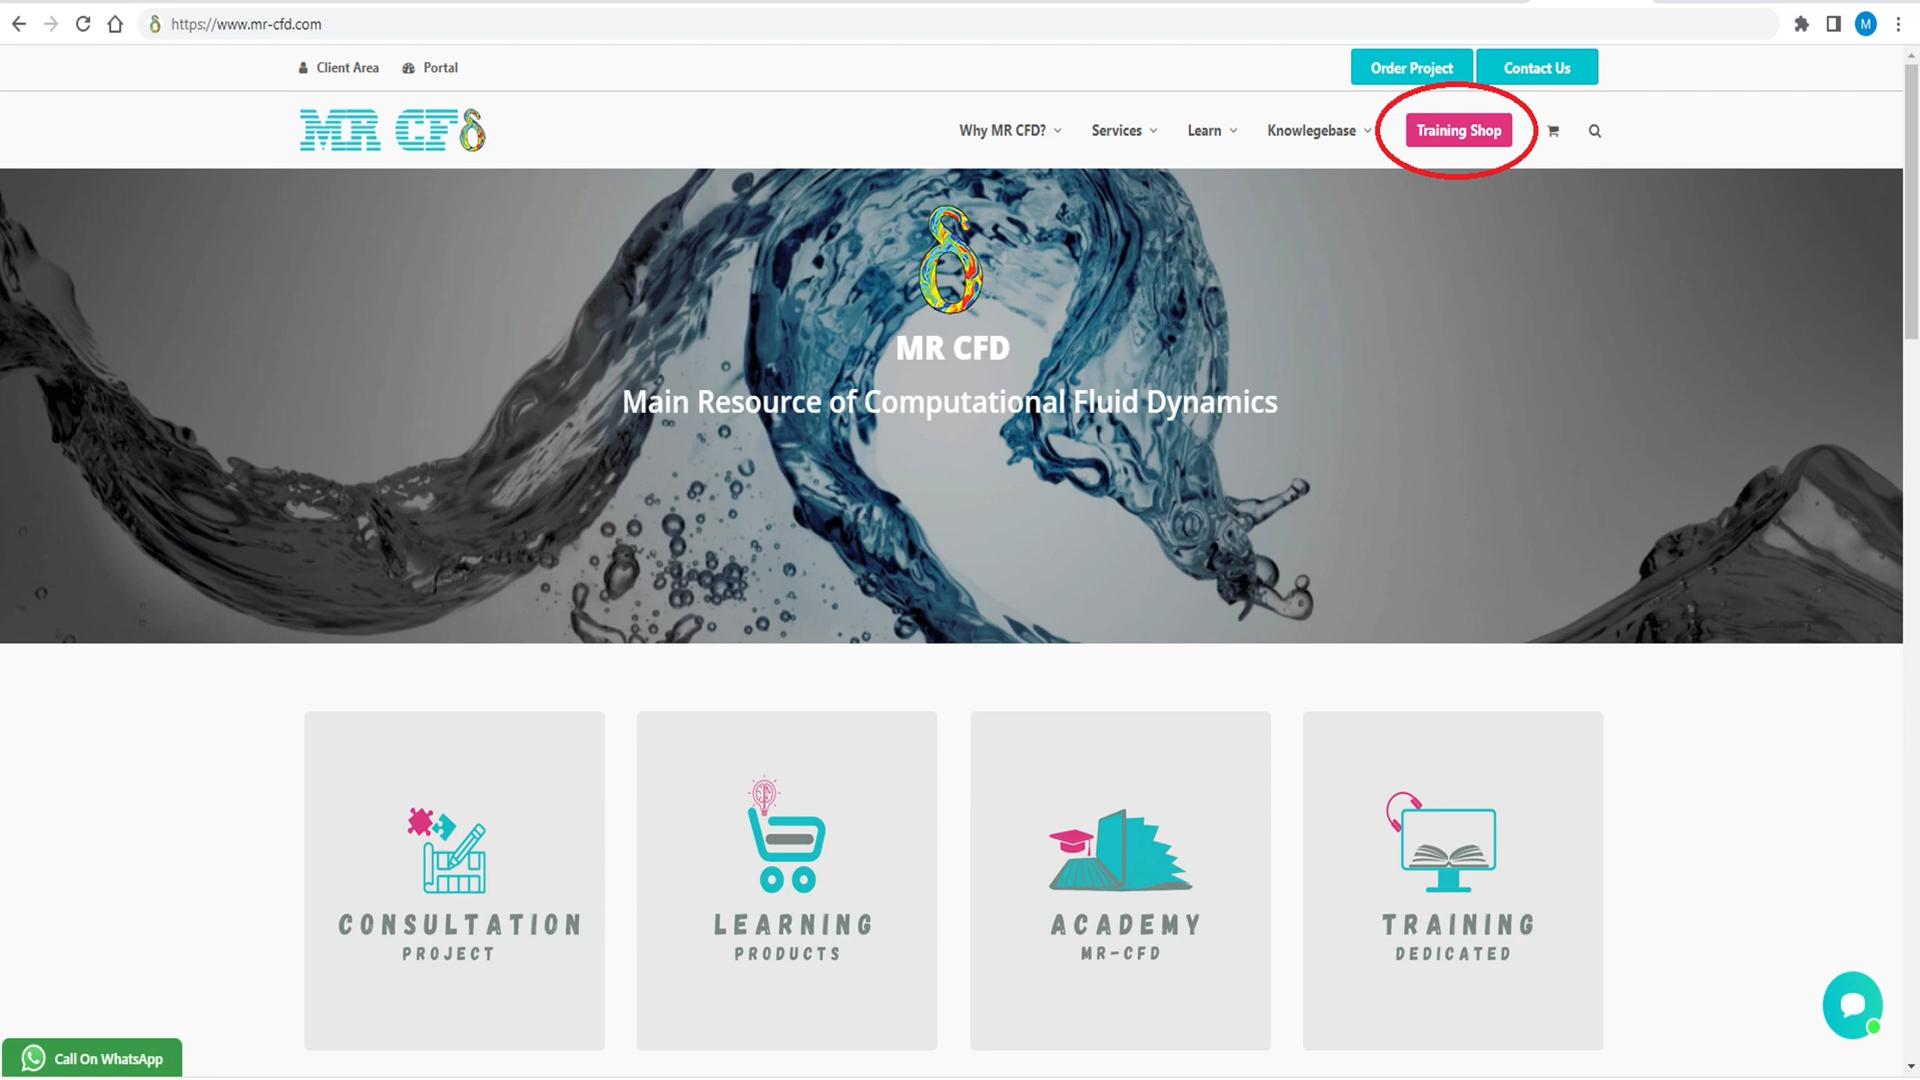 https://www.mr-cfd.com
M
Client Area
Portal
Order Project
Contact Us
MR CFδ
Why MR CFD?
Services
Learn
Knowlegebase
Training Shop
δ
MR CFD
Main Resource of Computational Fluid Dynamics
CONSULTATION
PROJECT
LEARNING
PRODUCTS
ACADEMY
MR-CFD
TRAINING
DEDICATED
Call On WhatsApp